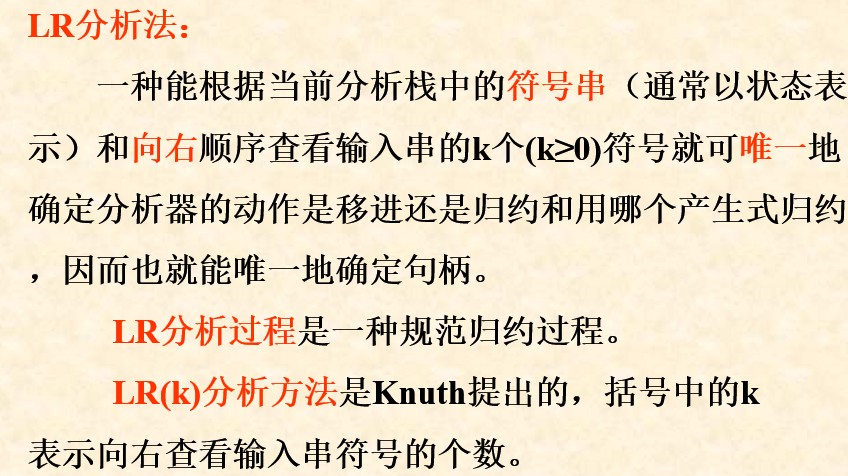 LR分析法：
一种能根据当前分析栈中的符号串（通常以状态表
示）和向右顺序查看输入串的k个(k≥0)符号就可唯一地
确定分析器的动作是移进还是归约和用哪个产生式归约
，因而也就能唯一地确定句柄。
LR分析过程是一种规范归约过程。
LR(k)分析方法是Knuth提出的，括号中的k
表示向右查看输入串符号的个数。